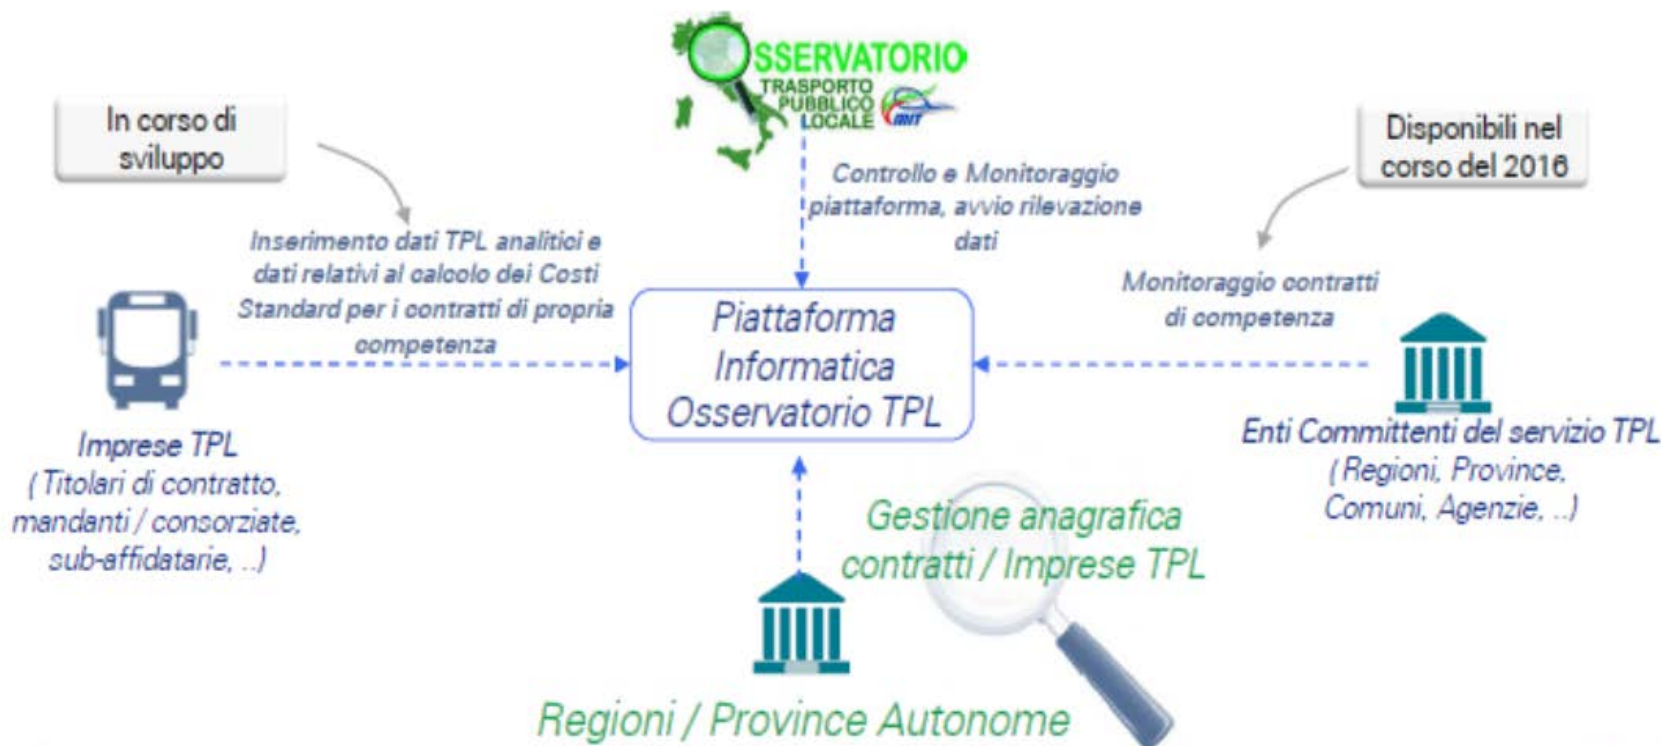 OSSERVATORIO
TRASPORTO
PUBBLICO
LOCALE
MIT
In corso di
sviluppo
Disponibili nel
corso del 2016
Controllo e Monitoraggio
piattaforma, avvio rilevazione
dati
Inserimento dati TPL analitici e
dati relativi al calcolo dei Costi
Standard per i contratti di propria
competenza
Monitoraggio contratti
di competenza
Piattaforma
Informatica
Osservatorio TPL
Imprese TPL
(Titolari di contratto,
mandanti / consorziate,
sub-affidatarie, ..)
Enti Committenti del servizio TPL
(Regioni, Province,
Comuni, Agenzie, ..)
Gestione anagrafica
contratti / Imprese TPL
Regioni / Province Autonome